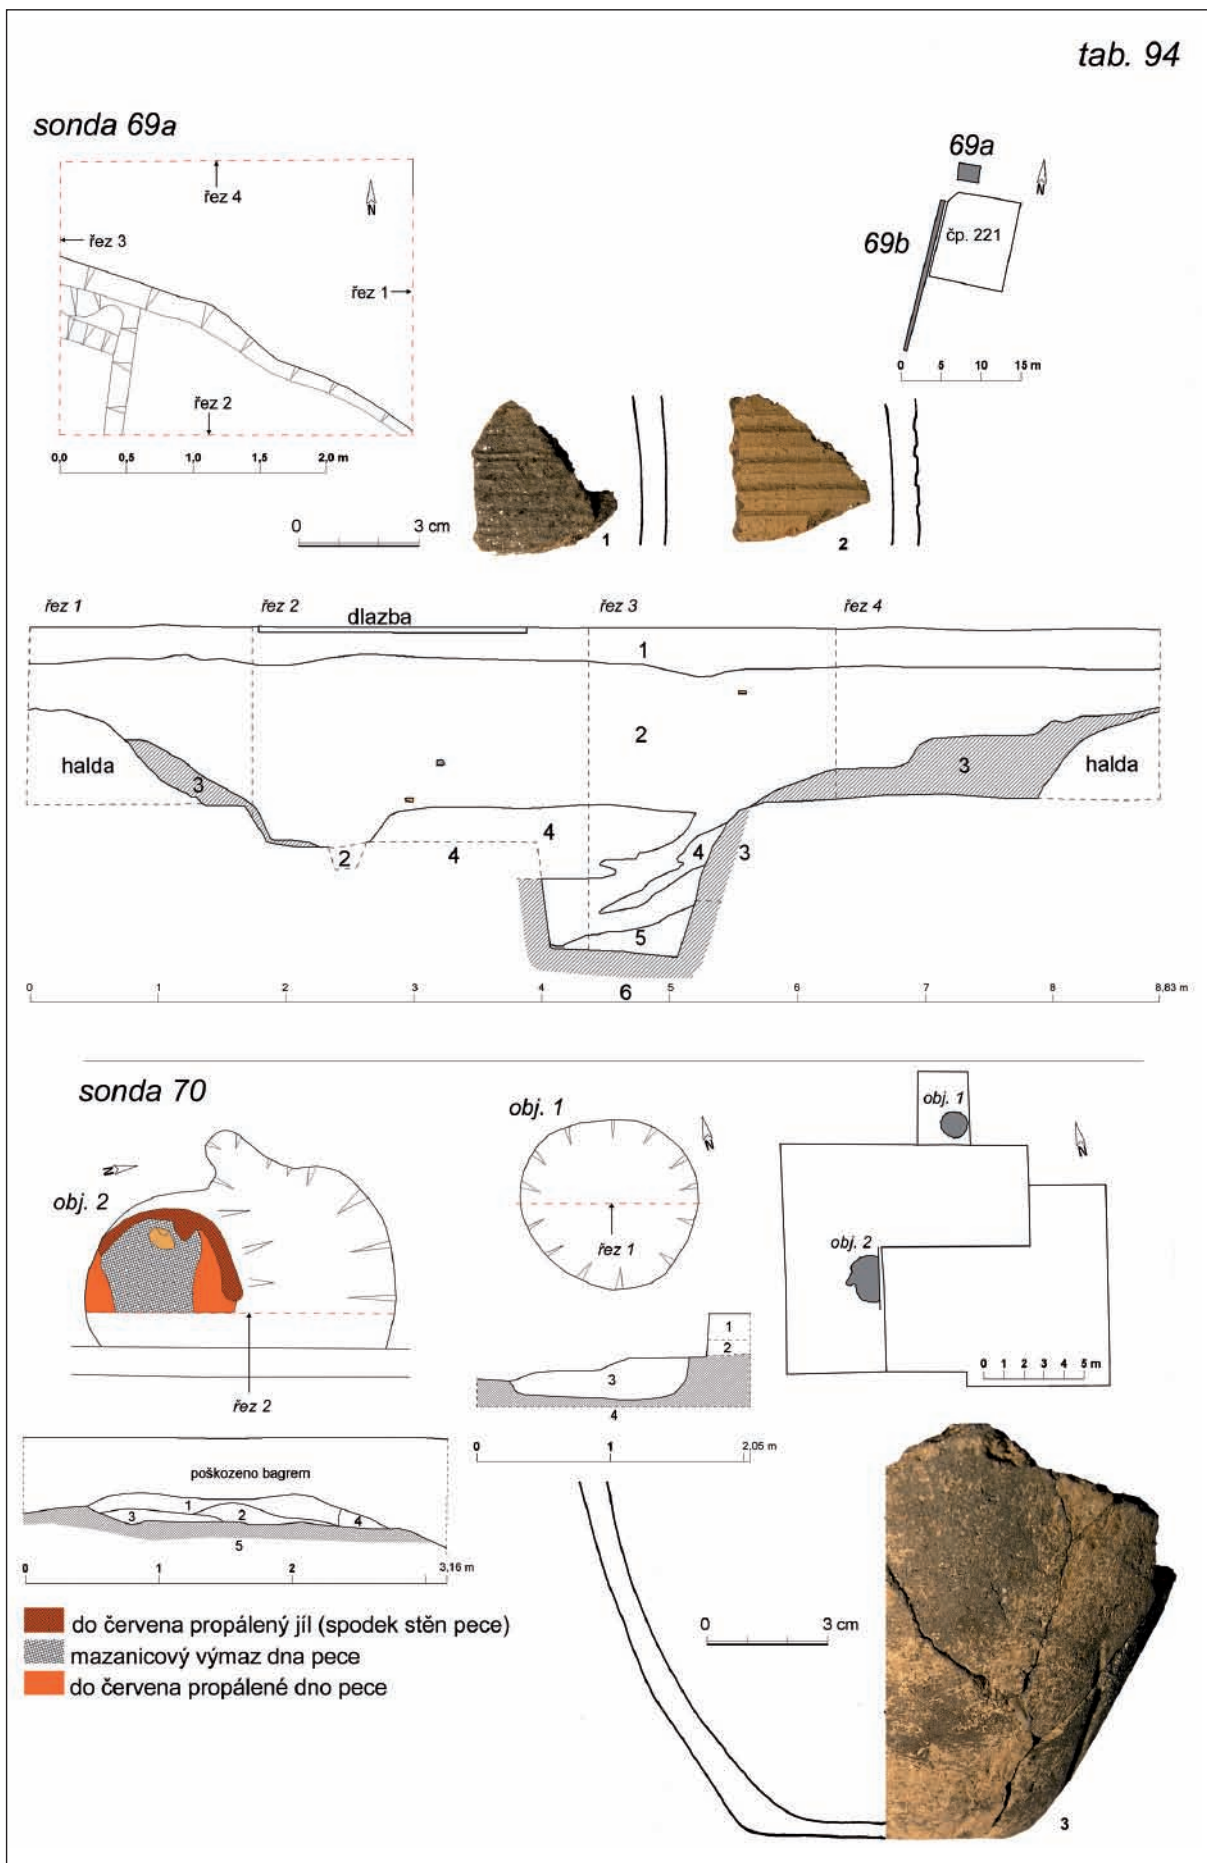 tab. 94
sonda 69a
řez 4
N
řez 3
řez 1
řez 2
0,0 0,5 1,0 1,5 2,0 m
69a
N
69b
čp. 221
0 5 10 15 m
0 3 cm
1
2
řez 1 řez 2 řez 3 řez 4
dlazba
1
2
halda
3
3
halda
4
2
4
4
3
5
0 1 2 3 4 5 6 7 8 8,83 m
6
sonda 70
obj. 2
N
řez 2
obj. 1
N
řez 1
1
2
3
4
0 1 2,05 m
obj. 1
N
obj. 2
0 1 2 3 4 5 m
poškozeno bagrem
1
2
3
4
5
0 1 2 3,16 m
do červena propálený jíl (spodek stěn pece)
mazanicový výmaz dna pece
do červena propálené dno pece
0 3 cm
3